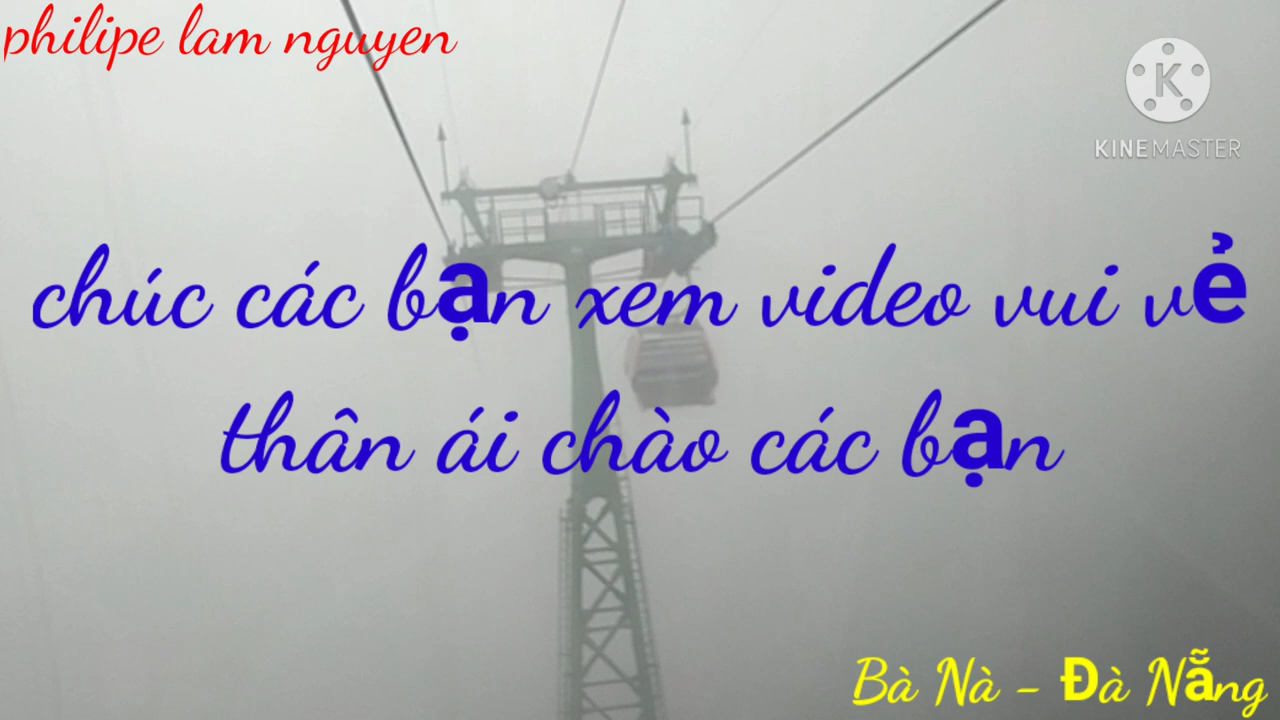 philipe lam nguyen
K
KINEMASTER
chúc các bạn xem video vui vẻ
thân ái chào các bạn
Bà Nà - Đà Nẵng